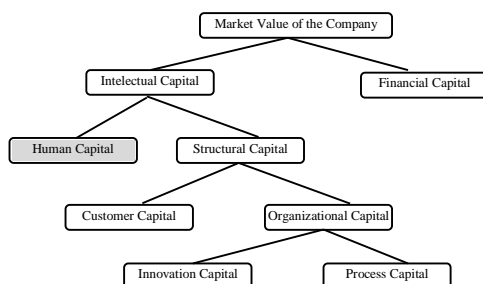 Market Value of the Company
Intelectual Capital
Financial Capital
Human Capital
Structural Capital
Customer Capital
Organizational Capital
Innovation Capital
Process Capital